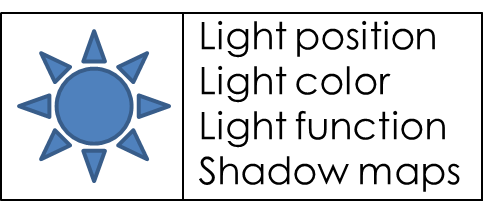 Light position
Light color
Light function
Shadow maps